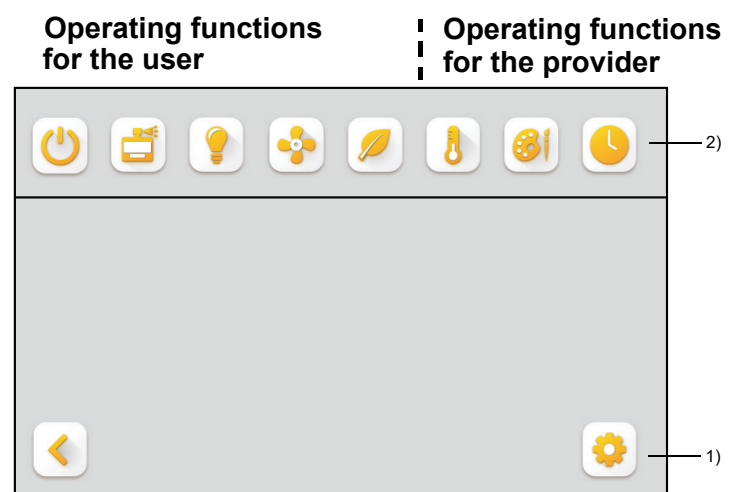 Operating functions
for the user
Operating functions
for the provider
2)
1)